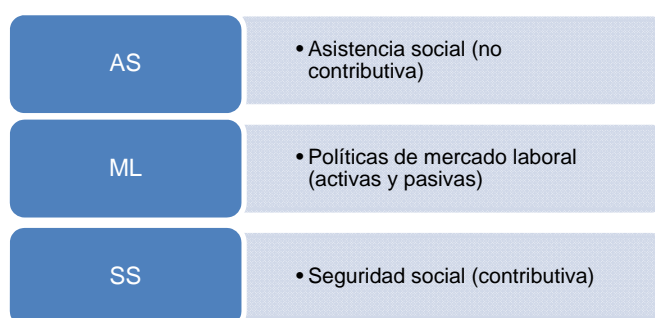 AS
• Asistencia social (no
contributiva)
ML
• Políticas de mercado laboral
(activas y pasivas)
SS
• Seguridad social (contributiva)